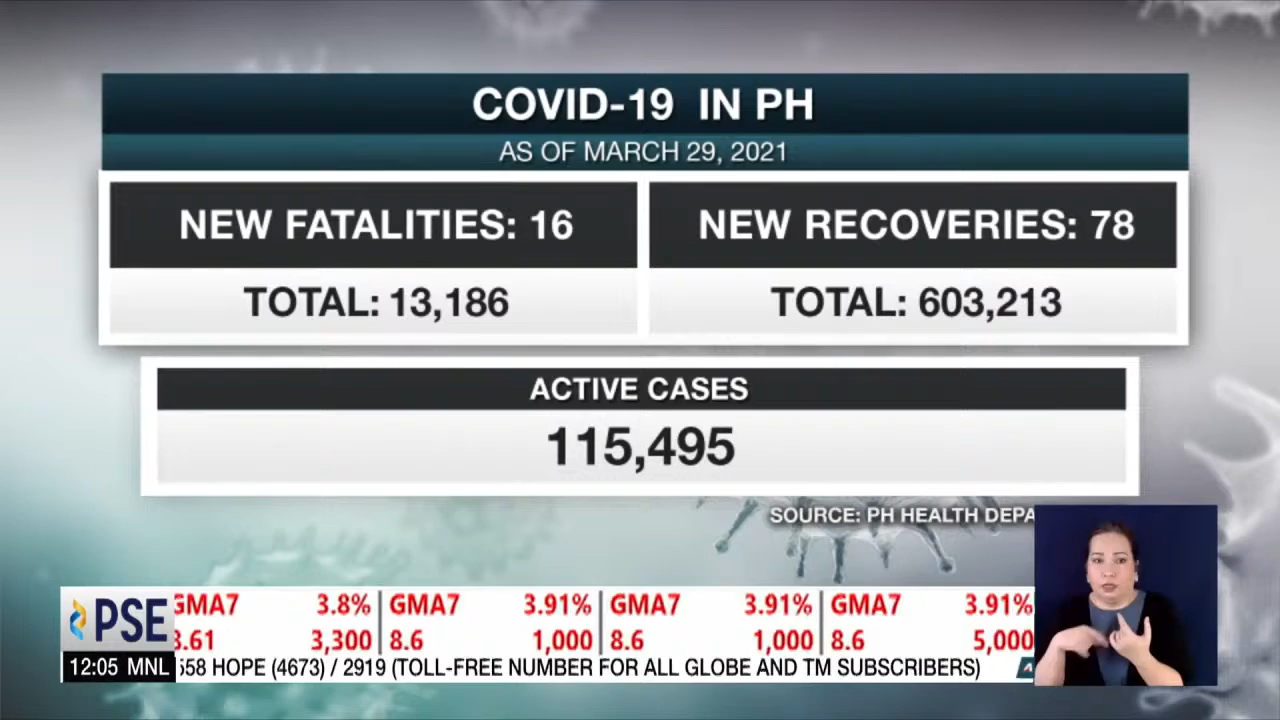 COVID-19 IN PH
AS OF MARCH 29, 2021
NEW FATALITIES: 16
NEW RECOVERIES: 78
TOTAL: 13,186
TOTAL: 603,213
ACTIVE CASES
115,495
SOURCE: PH HEALTH
PSE
GMA7 3.8% GMA7 3.91% GMA7 3.91% GMA7 3.91%
3,300 8.6 1,000 8.6 1,000 8.6 5,000
12:05 MNL
HOPE (4673) / 2919 (TOLL-FREE NUMBER FOR ALL GLOBE AND TM SUBSCRIBERS)